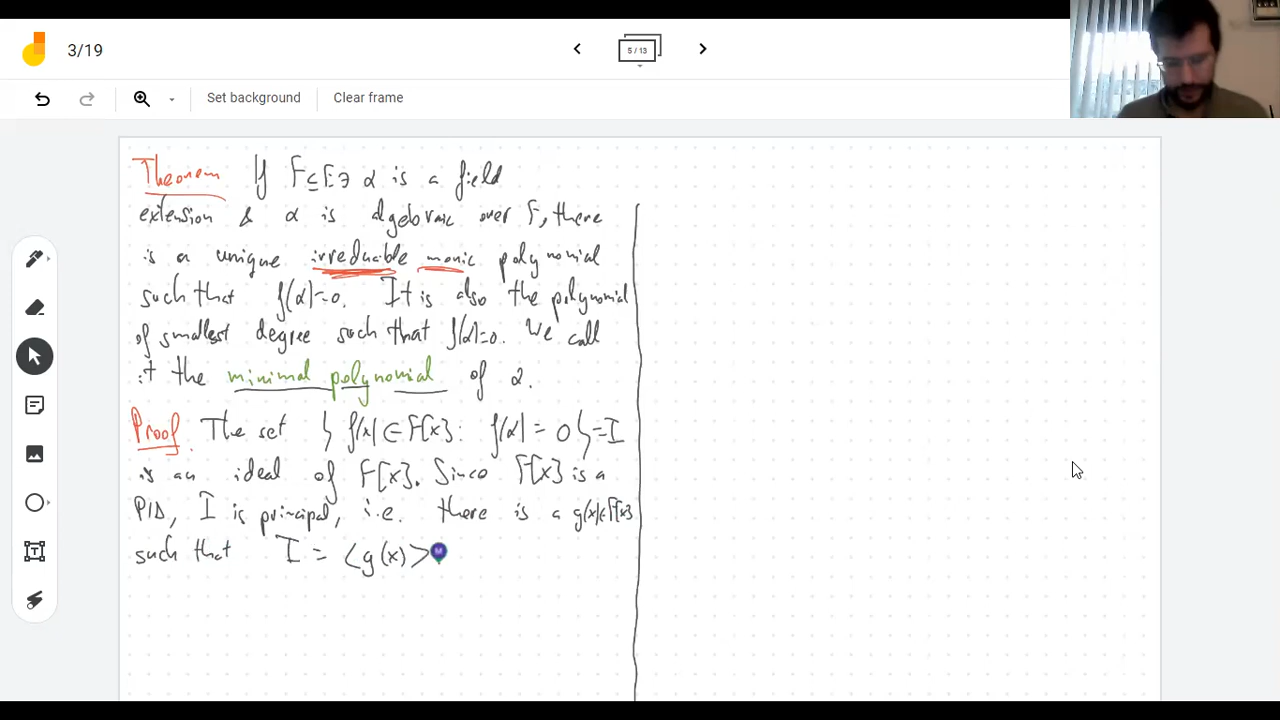 3/19
5 / 13
Set background
Clear frame
Theorem If F ⊆ E ∋ α is a field
extension & α is algebraic over F, there
is a unique irreducible monic polynomial
such that f(α)=0. It is also the polynomial
of smallest degree such that f(α)=0. We call
it the minimal polynomial of α.
Proof. The set { f(x) ∈ F[x]: f(α) = 0 } = I
is an ideal of F[x]. Since F[x] is a
PID, I is principal, i.e. there is a g(x)∈F[x]
such that I = <g(x)>
M